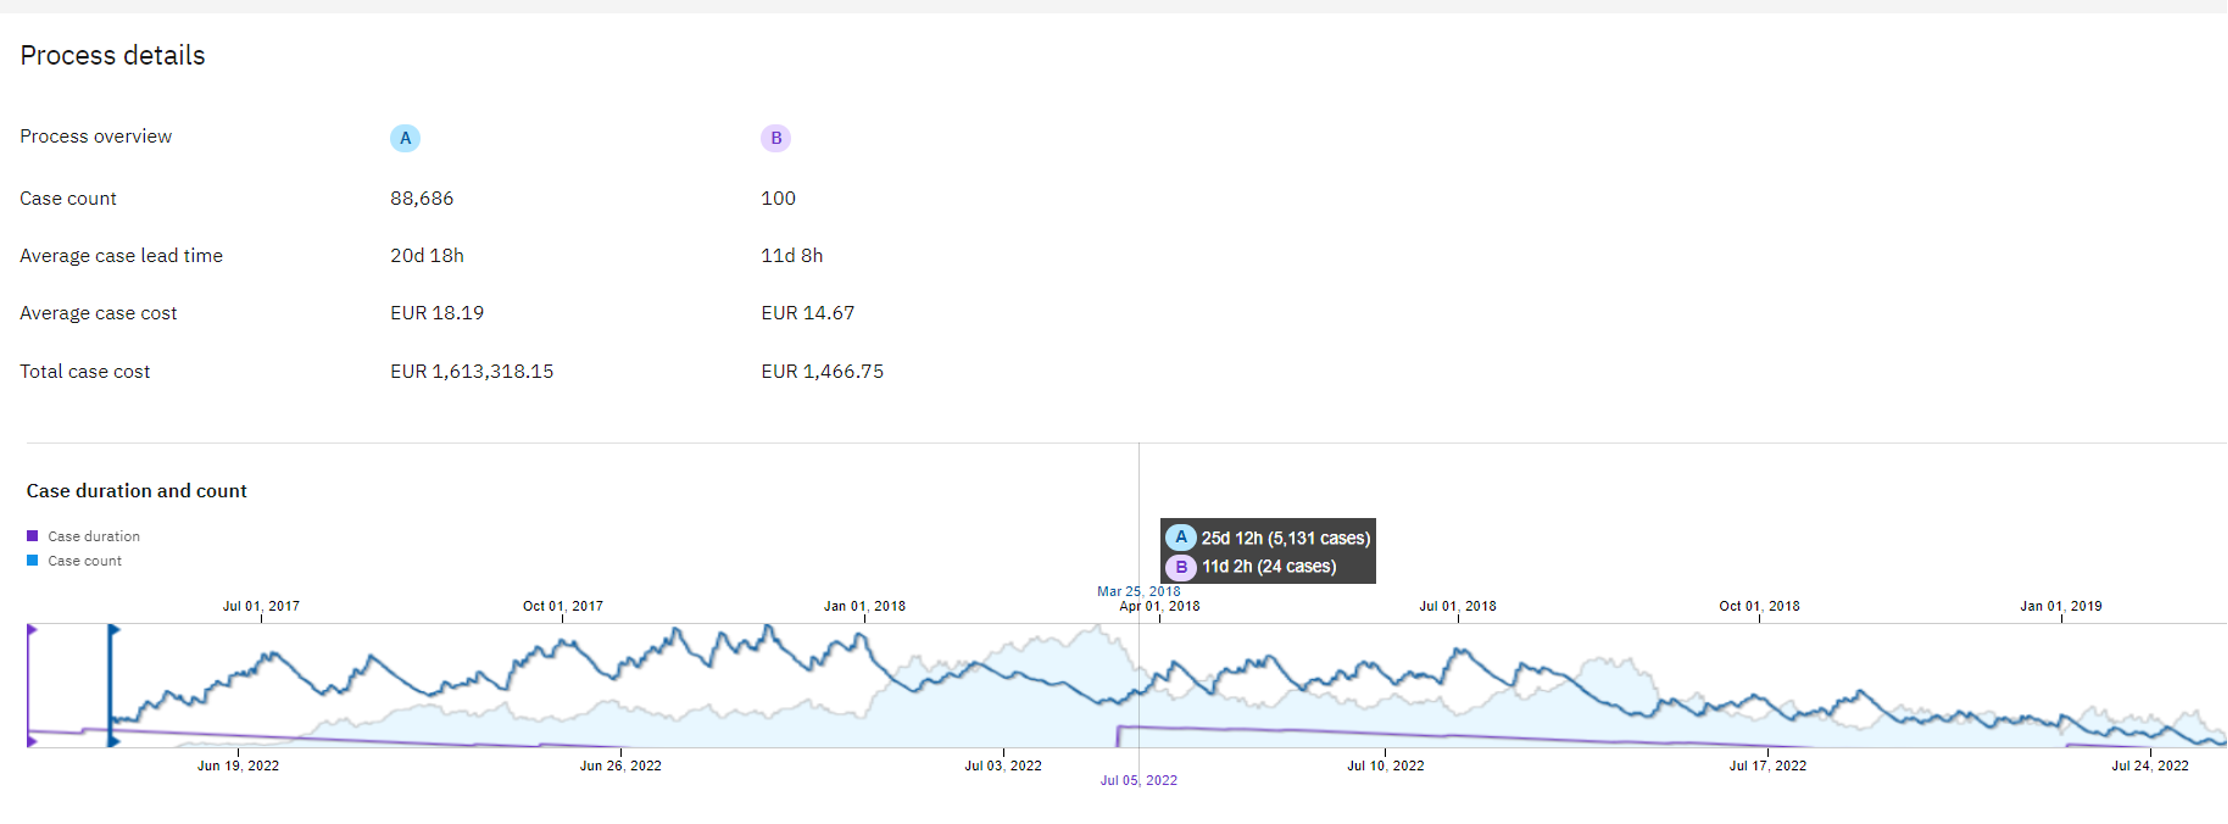 Process details
Process overview A B
Case count 88,686 100
Average case lead time 20d 18h 11d 8h
Average case cost EUR 18.19 EUR 14.67
Total case cost EUR 1,613,318.15 EUR 1,466.75
Case duration and count
Case duration
Case count
A 25d 12h (5,131 cases)
B 11d 2h (24 cases)
Mar 25, 2018
Jul 01, 2017 Oct 01, 2017 Jan 01, 2018 Apr 01, 2018 Jul 01, 2018 Oct 01, 2018 Jan 01, 2019
Jun 19, 2022 Jun 26, 2022 Jul 03, 2022 Jul 10, 2022 Jul 17, 2022 Jul 24, 2022
Jul 05, 2022